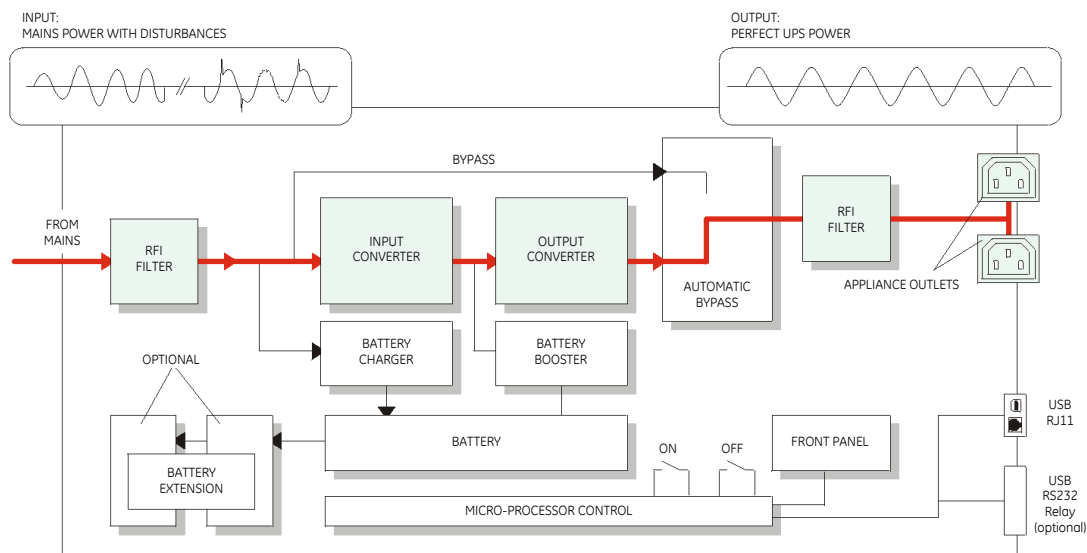 INPUT:
MAINS POWER WITH DISTURBANCES
OUTPUT:
PERFECT UPS POWER
BYPASS
FROM
MAINS
RFI
FILTER
INPUT
CONVERTER
OUTPUT
CONVERTER
AUTOMATIC
BYPASS
RFI
FILTER
APPLIANCE OUTLETS
BATTERY
CHARGER
BATTERY
BOOSTER
OPTIONAL
BATTERY
EXTENSION
BATTERY
ON
OFF
FRONT PANEL
MICRO-PROCESSOR CONTROL
USB
RJ11
USB
RS232
Relay
(optional)